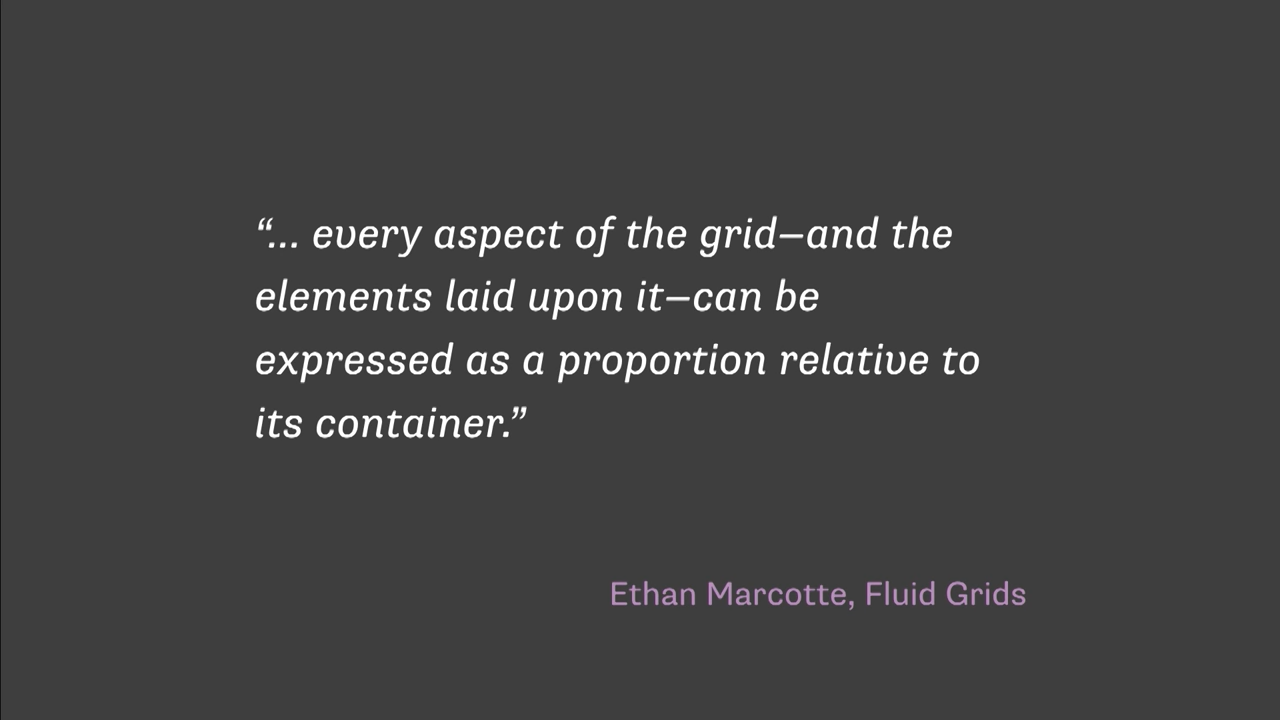 “... every aspect of the grid—and the
elements laid upon it—can be
expressed as a proportion relative to
its container.”
Ethan Marcotte, Fluid Grids